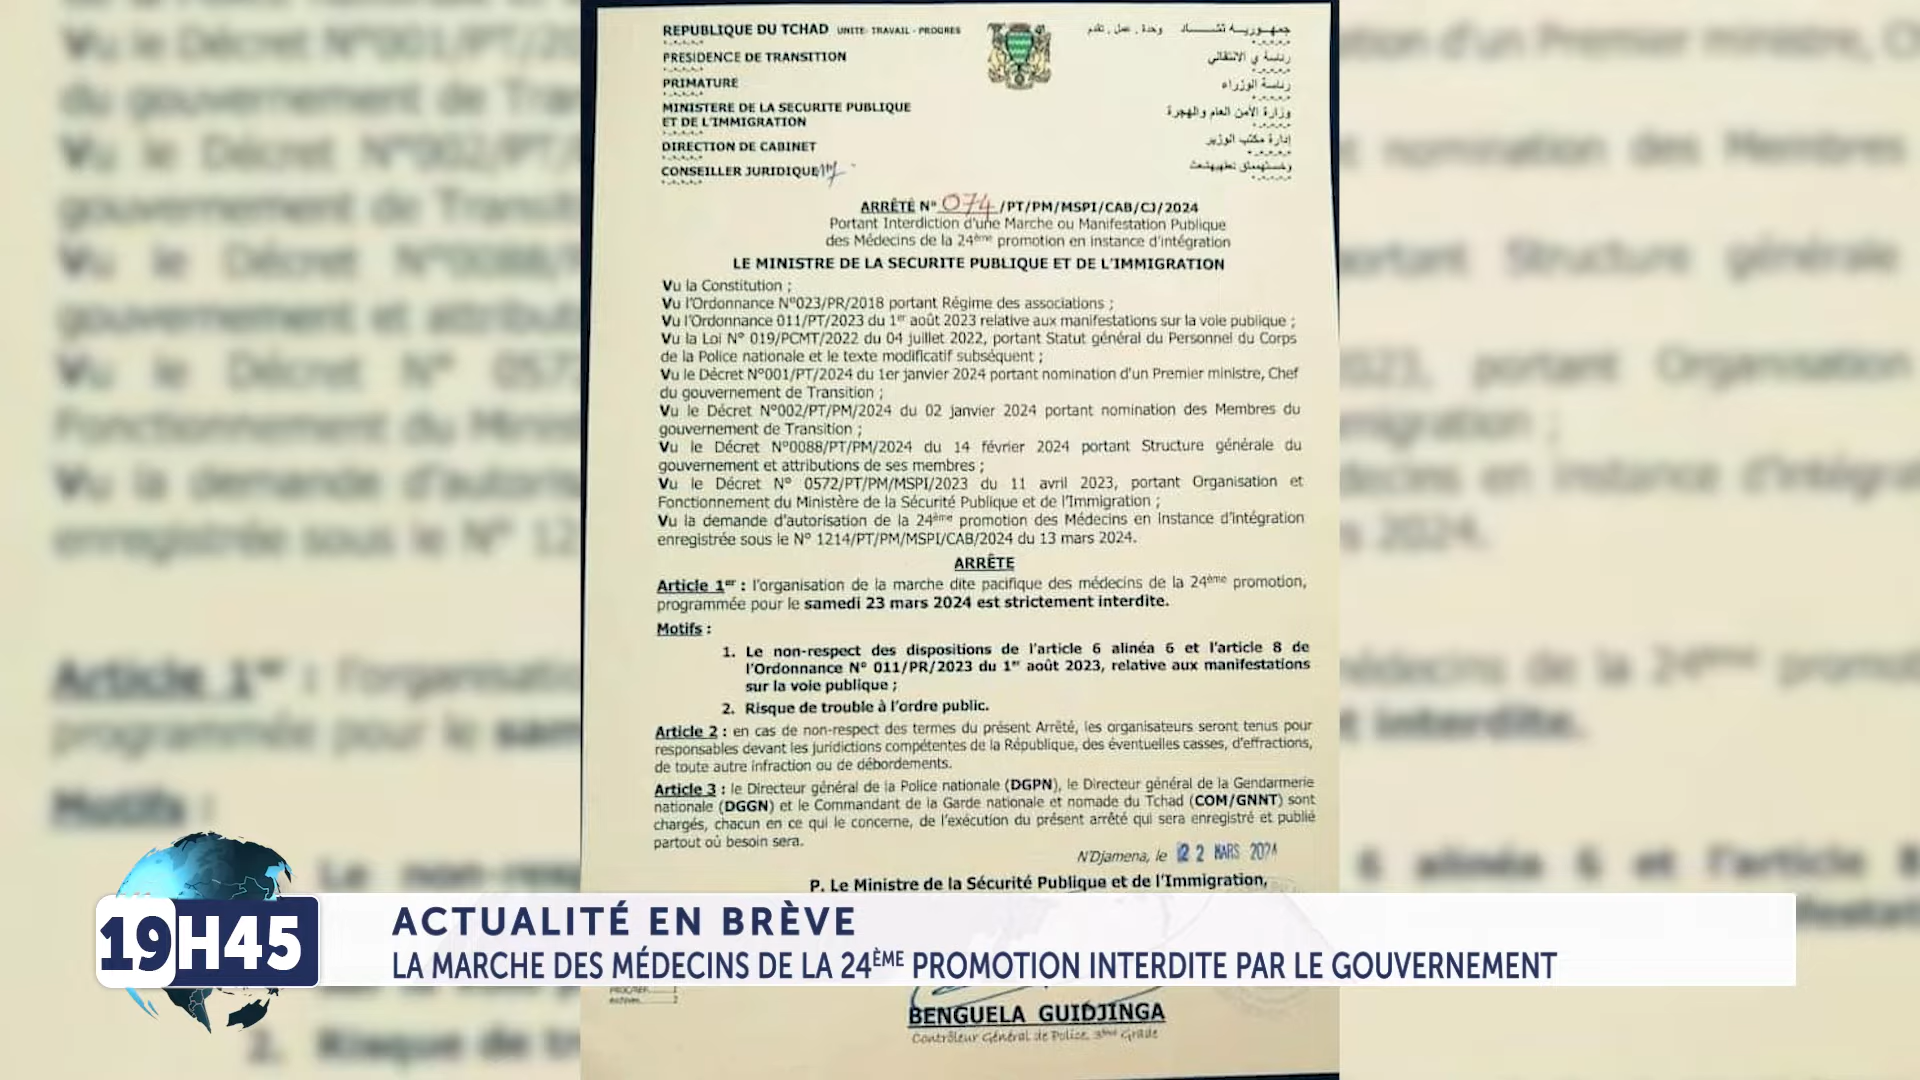 REPUBLIQUE DU TCHAD UNITE- TRAVAIL - PROGRES
جمهورية تشاد وحدة . عمل . تقدم
PRESIDENCE DE TRANSITION
PRIMATURE
رئاسة الوزراء
MINISTERE DE LA SECURITE PUBLIQUE
ET DE L'IMMIGRATION
وزارة الأمن العام والهجرة
DIRECTION DE CABINET
إدارة مكتب الوزير
CONSEILLER JURIDIQUE
ARRÊTÉ N° 074 /PT/PM/MSPI/CAB/CJ/2024
Portant Interdiction d'une Marche ou Manifestation Publique
des Médecins de la 24ème promotion en instance d'intégration
LE MINISTRE DE LA SECURITE PUBLIQUE ET DE L'IMMIGRATION
Vu la Constitution ;
Vu l'Ordonnance N°023/PR/2018 portant Régime des associations ;
Vu l'Ordonnance 011/PT/2023 du 1er août 2023 relative aux manifestations sur la voie publique ;
Vu la Loi N° 019/PCMT/2022 du 04 juillet 2022, portant Statut général du Personnel du Corps
de la Police nationale et le texte modificatif subséquent ;
Vu le Décret N°001/PT/2024 du 1er janvier 2024 portant nomination d'un Premier ministre, Chef
du gouvernement de Transition ;
Vu le Décret N°002/PT/PM/2024 du 02 janvier 2024 portant nomination des Membres du
gouvernement de Transition ;
Vu le Décret N°0088/PT/PM/2024 du 14 février 2024 portant Structure générale du
gouvernement et attributions de ses membres ;
Vu le Décret N° 0572/PT/PM/MSPI/2023 du 11 avril 2023, portant Organisation et
Fonctionnement du Ministère de la Sécurité Publique et de l'Immigration ;
Vu la demande d'autorisation de la 24ème promotion des Médecins en Instance d'intégration
enregistrée sous le N° 1214/PT/PM/MSPI/CAB/2024 du 13 mars 2024.
ARRÊTE
Article 1er : l'organisation de la marche dite pacifique des médecins de la 24ème promotion,
programmée pour le samedi 23 mars 2024 est strictement interdite.
Motifs :
1. Le non-respect des dispositions de l'article 6 alinéa 6 et l'article 8 de
l'Ordonnance N° 011/PR/2023 du 1er août 2023, relative aux manifestations
sur la voie publique ;
2. Risque de trouble à l'ordre public.
Article 2 : en cas de non-respect des termes du présent Arrêté, les organisateurs seront tenus pour
responsables devant les juridictions compétentes de la République, des éventuelles casses, d'effractions,
de toute autre infraction ou de débordements.
Article 3 : le Directeur général de la Police nationale (DGPN), le Directeur général de la Gendarmerie
nationale (DGGN) et le Commandant de la Garde nationale et nomade du Tchad (COM/GNNT) sont
chargés, chacun en ce qui le concerne, de l'exécution du présent arrêté qui sera enregistré et publié
partout où besoin sera.
N'Djamena, le 22 MARS 2024
P. Le Ministre de la Sécurité Publique et de l'Immigration,
19H45
ACTUALITÉ EN BRÈVE
LA MARCHE DES MÉDECINS DE LA 24ÈME PROMOTION INTERDITE PAR LE GOUVERNEMENT
BENGUELA GUIDJINGA
Contrôleur Général de Police, 3ème Grade